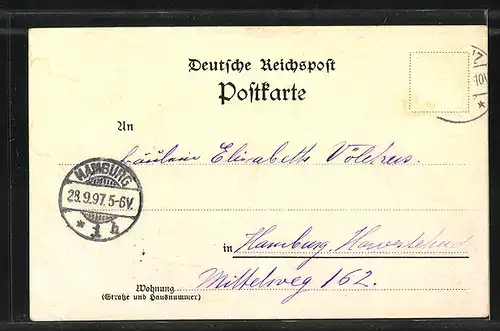 Deutsche Reichspost
Postkarte
An
Fräulein Elisabeth Völckers.
HAMBURG
28.9.97. 5-6V.
* 1 h
in Hamburg, Harvestehude
Mittelweg 162.
Wohnung
(Straße und Hausnummer)